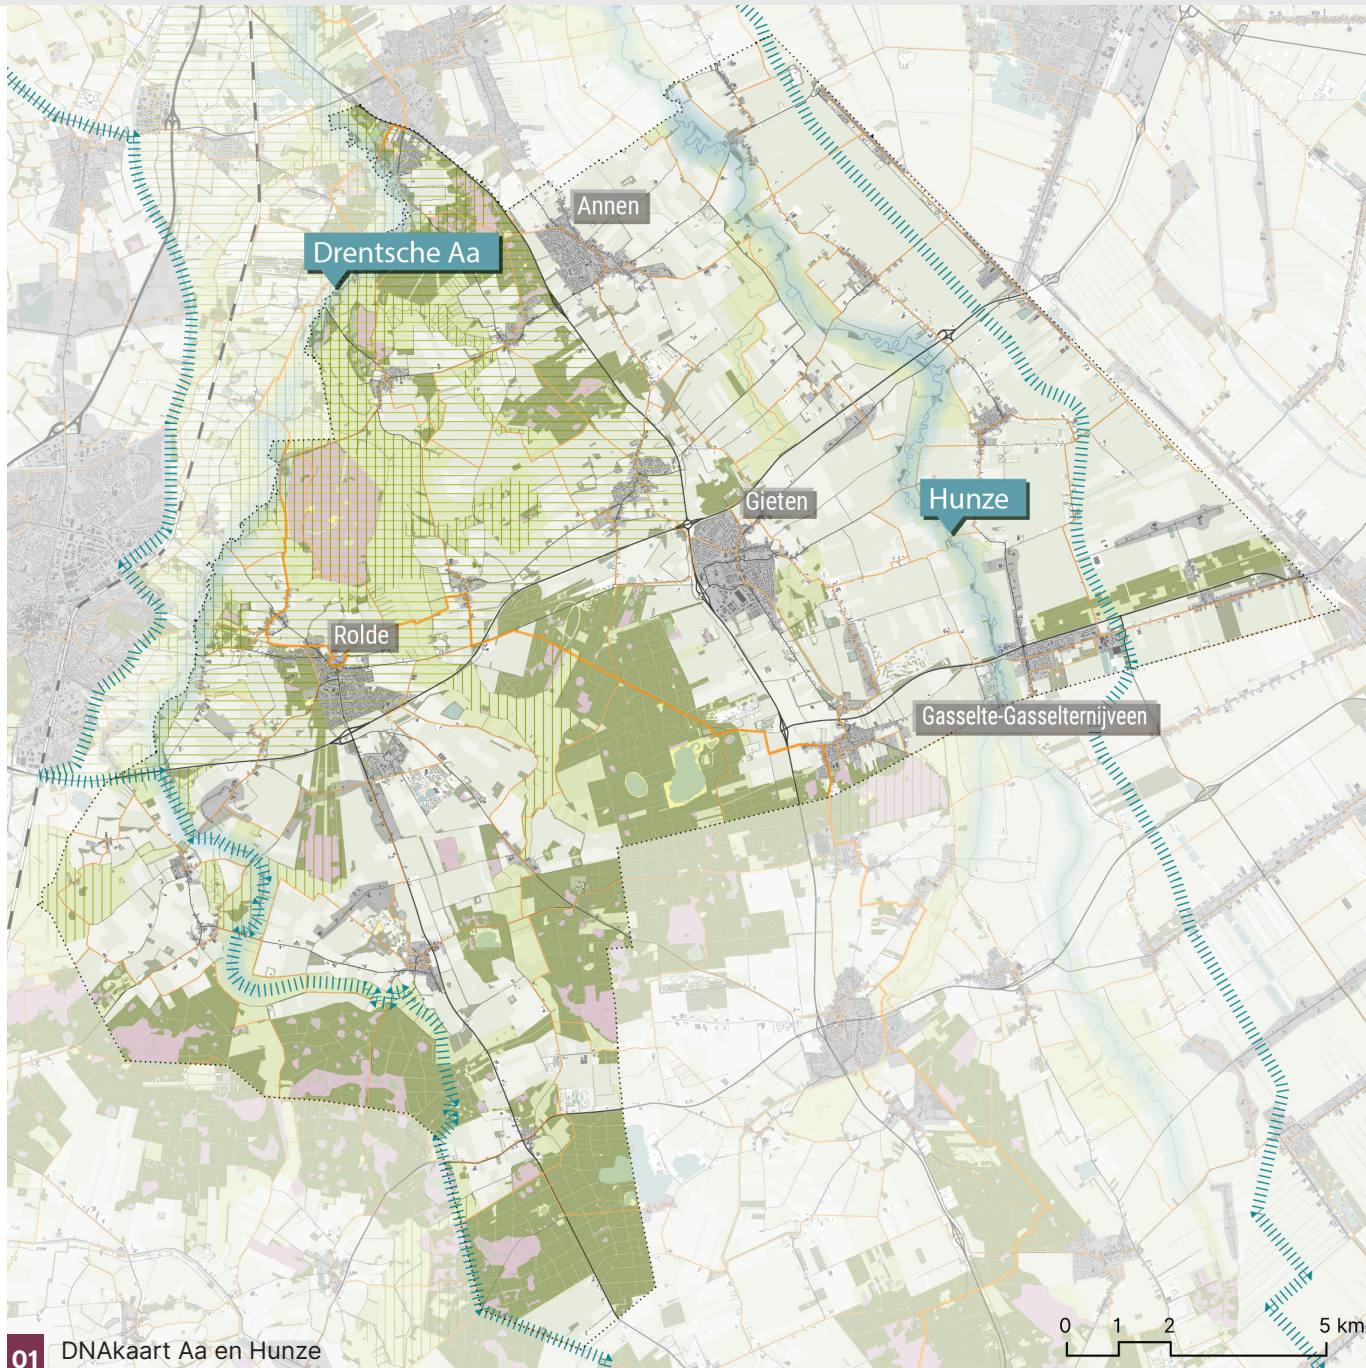 Annen
Drentsche Aa
Gieten
Hunze
Rolde
Gasselte-Gasselternijveen
0 1 2 5 km
01 DNAkaart Aa en Hunze